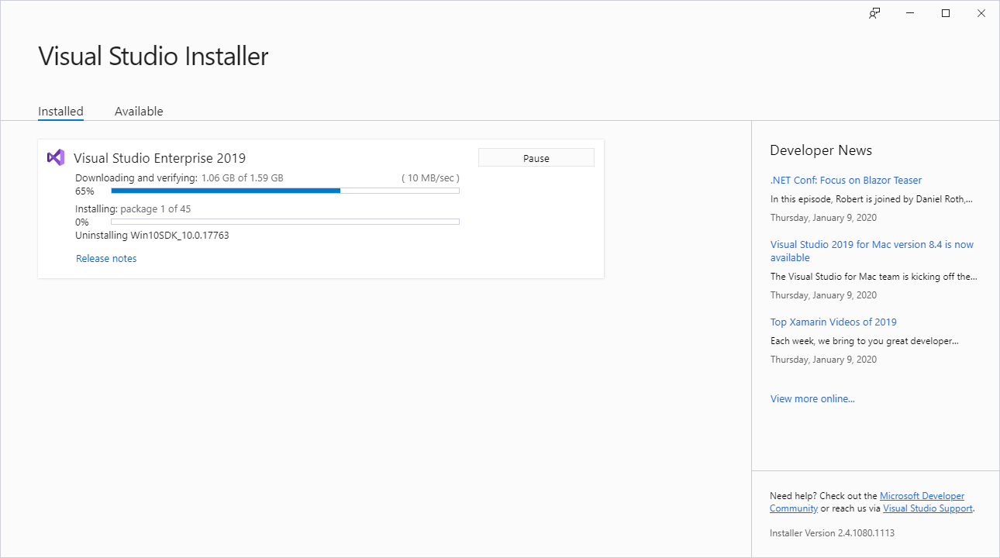 Visual Studio Installer
Installed Available
Visual Studio Enterprise 2019
Pause
Downloading and verifying: 1.06 GB of 1.59 GB ( 10 MB/sec )
65%
Installing: package 1 of 45
0%
Uninstalling Win10SDK_10.0.17763
Release notes
Developer News
.NET Conf: Focus on Blazor Teaser
In this episode, Robert is joined by Daniel Roth,...
Thursday, January 9, 2020
Visual Studio 2019 for Mac version 8.4 is now
available
The Visual Studio for Mac team is kicking off the...
Thursday, January 9, 2020
Top Xamarin Videos of 2019
Each week, we bring to you great developer...
Thursday, January 9, 2020
View more online...
Need help? Check out the Microsoft Developer
Community or reach us via Visual Studio Support.
Installer Version 2.4.1080.1113